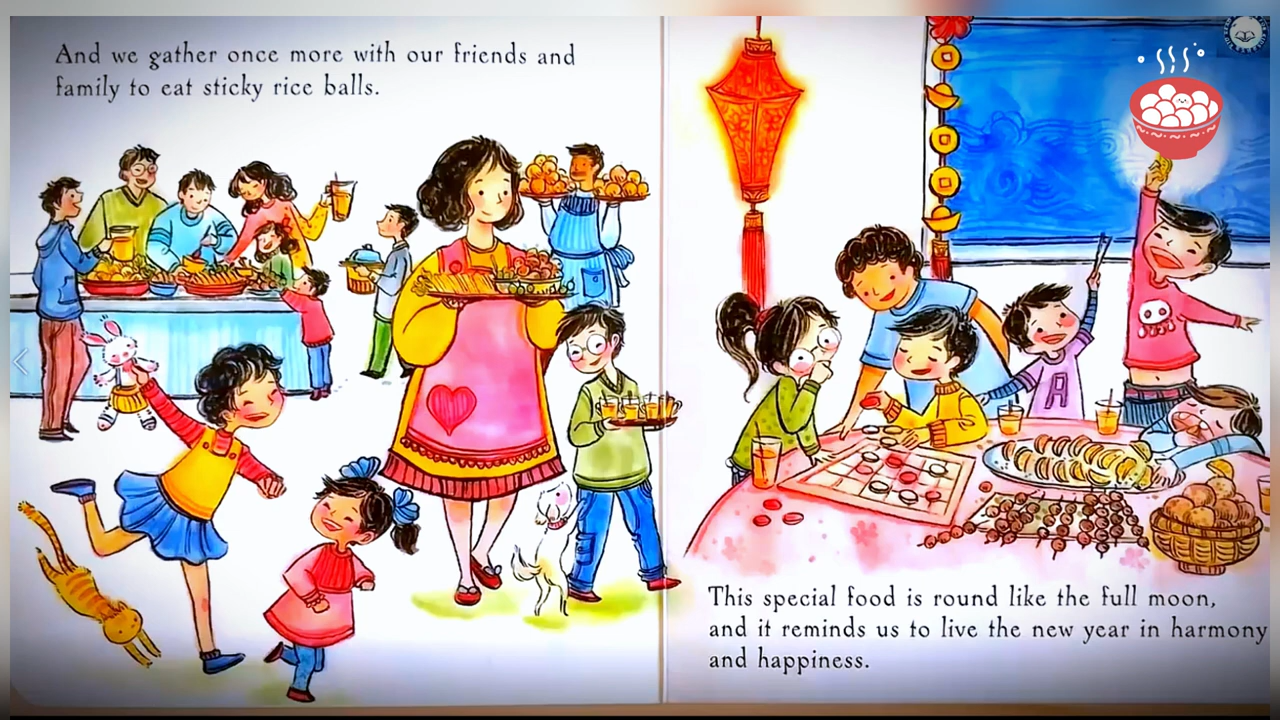 And we gather once more with our friends and
family to eat sticky rice balls.
A
This special food is round like the full moon,
and it reminds us to live the new year in harmony
and happiness.